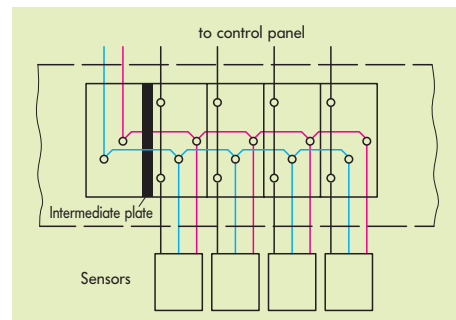 to control panel
Intermediate plate
Sensors